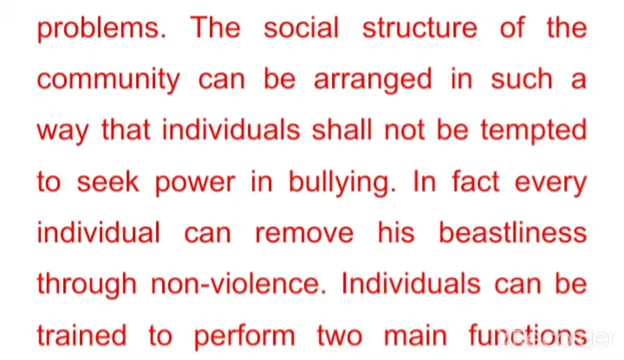 problems. The social structure of the
community can be arranged in such a
way that individuals shall not be tempted
to seek power in bullying. In fact every
individual can remove his beastliness
through non-violence. Individuals can be
trained to perform two main functions